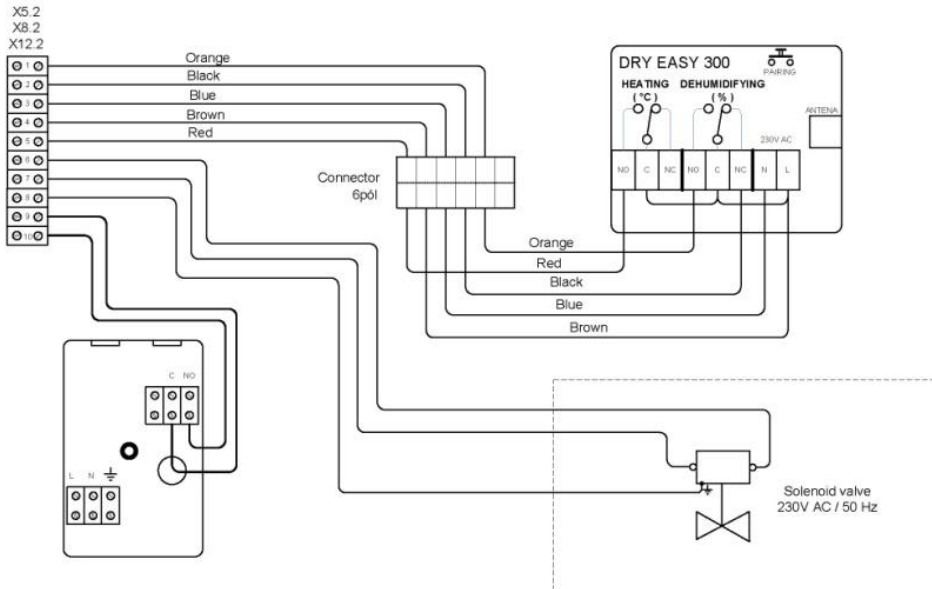 X5.2
X8.2
X12.2
1
2
3
4
5
6
7
8
9
10
Orange
Black
Blue
Brown
Red
Connector
6pól
DRY EASY 300
PAIRING
HEATING DEHUMIDIFYING
( °C ) ( % )
ANTENA
230V AC
NO C NC NO C NC N L
Orange
Red
Black
Blue
Brown
C NO
L N
Solenoid valve
230V AC / 50 Hz